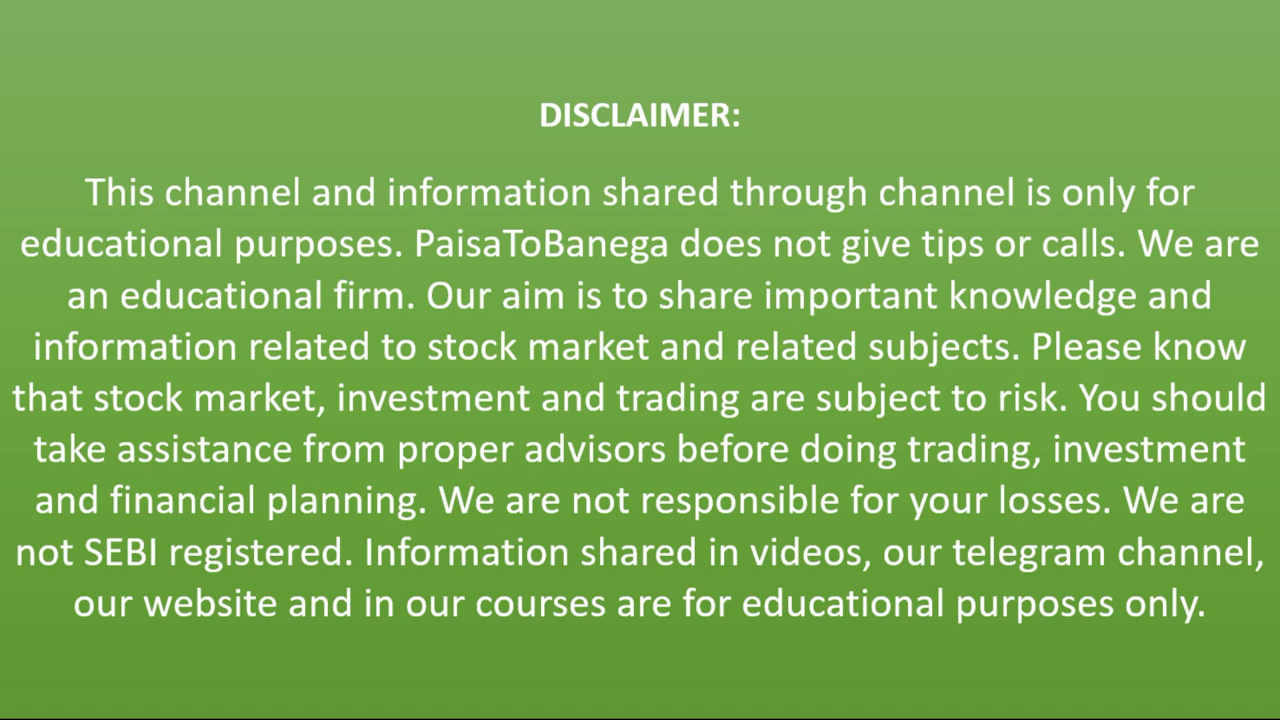 DISCLAIMER:
This channel and information shared through channel is only for
educational purposes. PaisaToBanega does not give tips or calls. We are
an educational firm. Our aim is to share important knowledge and
information related to stock market and related subjects. Please know
that stock market, investment and trading are subject to risk. You should
take assistance from proper advisors before doing trading, investment
and financial planning. We are not responsible for your losses. We are
not SEBI registered. Information shared in videos, our telegram channel,
our website and in our courses are for educational purposes only.